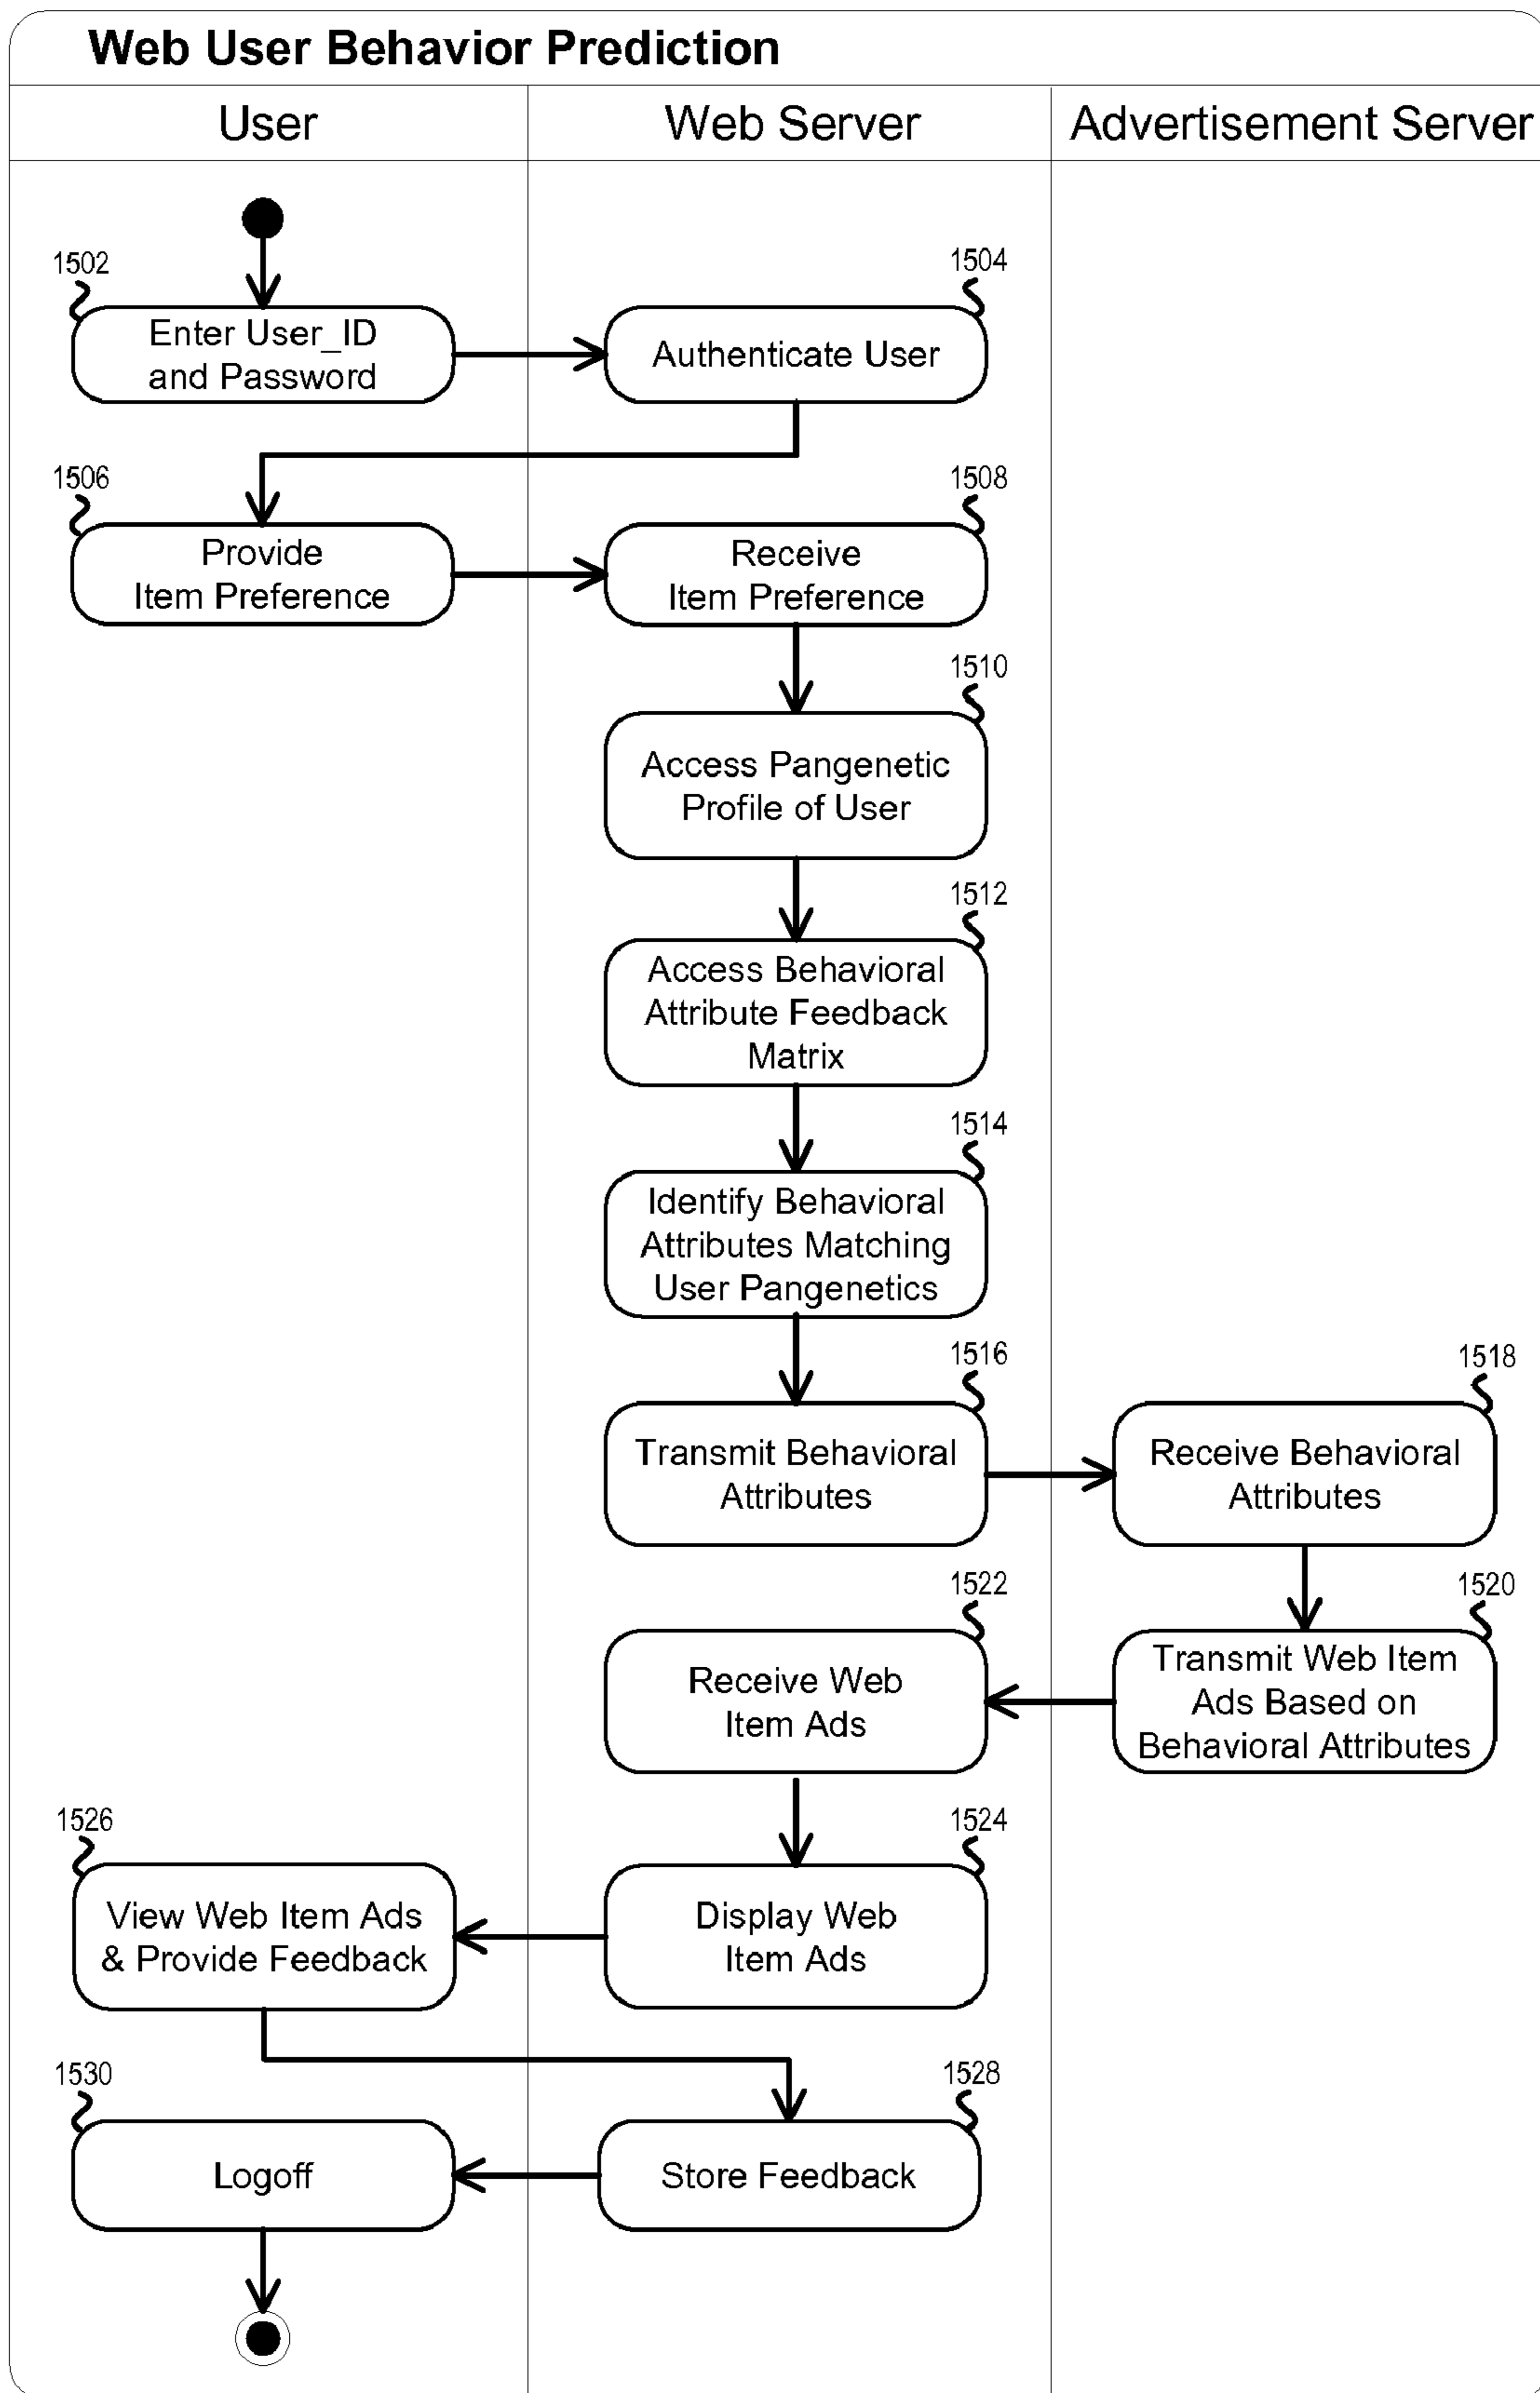 Web User Behavior Prediction
User
Web Server
Advertisement Server
1502
Enter User_ID
and Password
1504
Authenticate User
1506
Provide
Item Preference
1508
Receive
Item Preference
1510
Access Pangenetic
Profile of User
1512
Access Behavioral
Attribute Feedback
Matrix
1514
Identify Behavioral
Attributes Matching
User Pangenetics
1516
Transmit Behavioral
Attributes
1518
Receive Behavioral
Attributes
1520
Transmit Web Item
Ads Based on
Behavioral Attributes
1522
Receive Web
Item Ads
1524
Display Web
Item Ads
1526
View Web Item Ads
& Provide Feedback
1528
Store Feedback
1530
Logoff